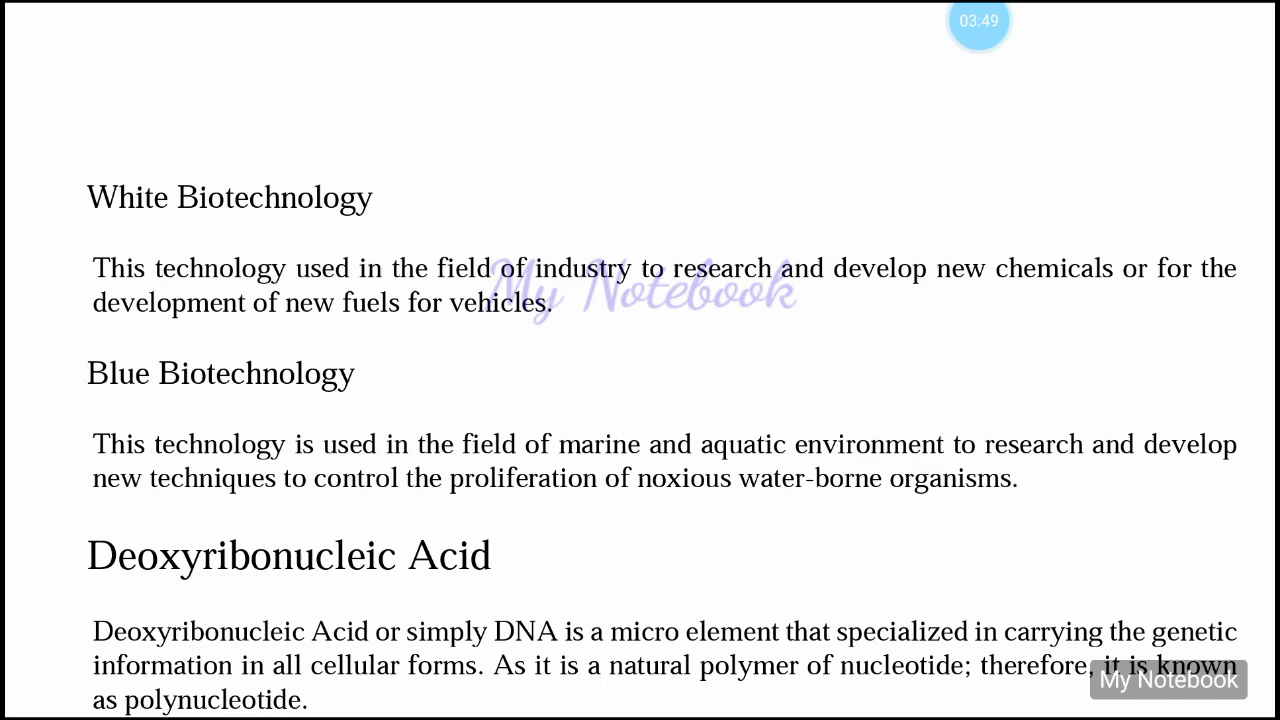 03:49
White Biotechnology
This technology used in the field of industry to research and develop new chemicals or for the
development of new fuels for vehicles.
My Notebook
Blue Biotechnology
This technology is used in the field of marine and aquatic environment to research and develop
new techniques to control the proliferation of noxious water-borne organisms.
Deoxyribonucleic Acid
Deoxyribonucleic Acid or simply DNA is a micro element that specialized in carrying the genetic
information in all cellular forms. As it is a natural polymer of nucleotide; therefore, it is known
as polynucleotide.
My Notebook